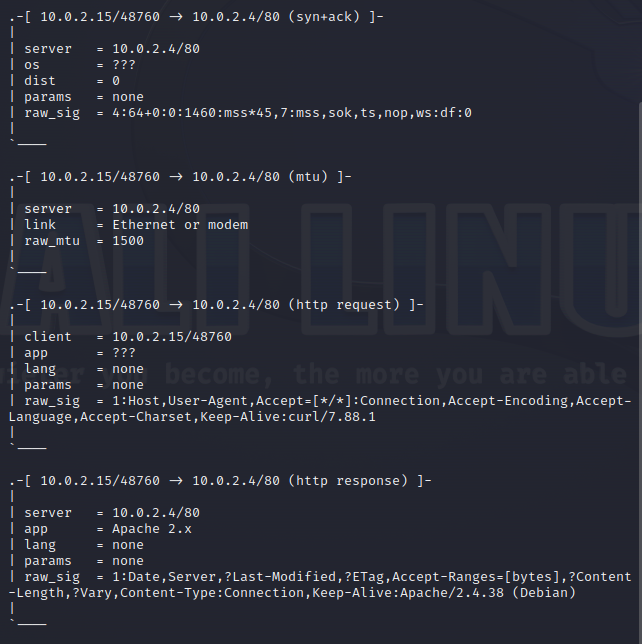 .-[ 10.0.2.15/48760 -> 10.0.2.4/80 (syn+ack) ]-
|
| server   = 10.0.2.4/80
| os       = ???
| dist     = 0
| params   = none
| raw_sig  = 4:64+0:0:1460:mss*45,7:mss,sok,ts,nop,ws:df:0
|
`----
.-[ 10.0.2.15/48760 -> 10.0.2.4/80 (mtu) ]-
|
| server   = 10.0.2.4/80
| link     = Ethernet or modem
| raw_mtu  = 1500
|
`----
ALI LINU
.-[ 10.0.2.15/48760 -> 10.0.2.4/80 (http request) ]-
|
| client   = 10.0.2.15/48760
| app      = ???
| lang     = none
become, the more you are able
| params   = none
| raw_sig  = 1:Host,User-Agent,Accept=[*/*]:Connection,Accept-Encoding,Accept-
Language,Accept-Charset,Keep-Alive:curl/7.88.1
|
`----
.-[ 10.0.2.15/48760 -> 10.0.2.4/80 (http response) ]-
|
| server   = 10.0.2.4/80
| app      = Apache 2.x
| lang     = none
| params   = none
| raw_sig  = 1:Date,Server,?Last-Modified,?ETag,Accept-Ranges=[bytes],?Content
-Length,?Vary,Content-Type:Connection,Keep-Alive:Apache/2.4.38 (Debian)
|
`----